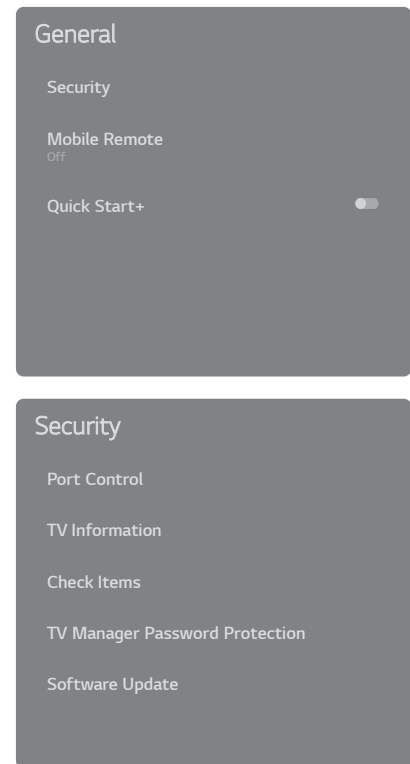 General
Security
Mobile Remote
Off
Quick Start+
Security
Port Control
TV Information
Check Items
TV Manager Password Protection
Software Update